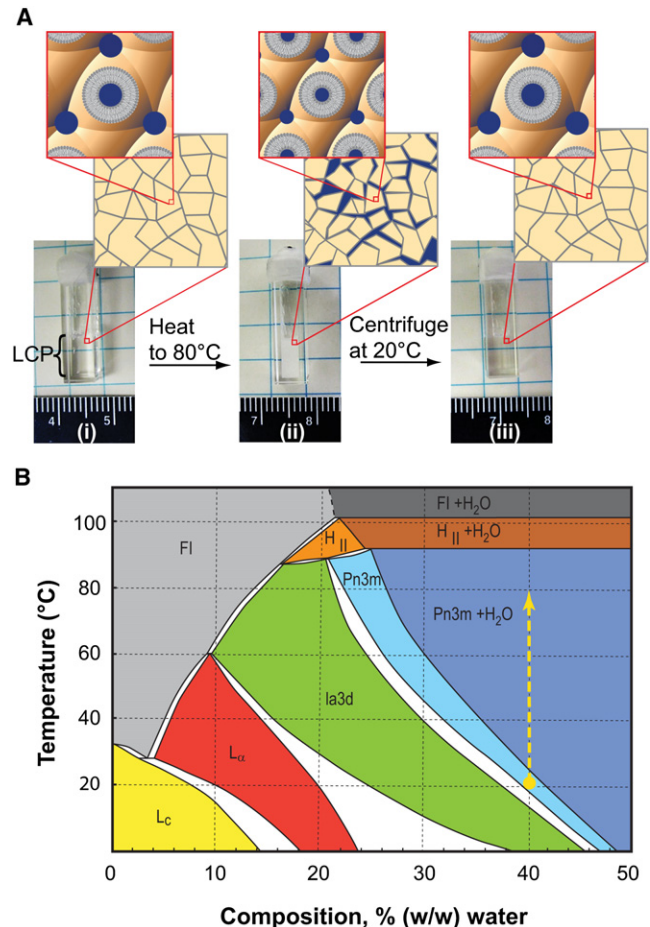 A
LCP{
Heat
to 80°C
Centrifuge
at 20°C
4 5
(i)
7 8
(ii)
7 8
(iii)
B
Temperature (°C)
100
80
60
40
20
Fl
Fl +H₂O
H II
H II +H₂O
Pn3m
Pn3m +H₂O
Ia3d
Lα
Lc
0 10 20 30 40 50
Composition, % (w/w) water